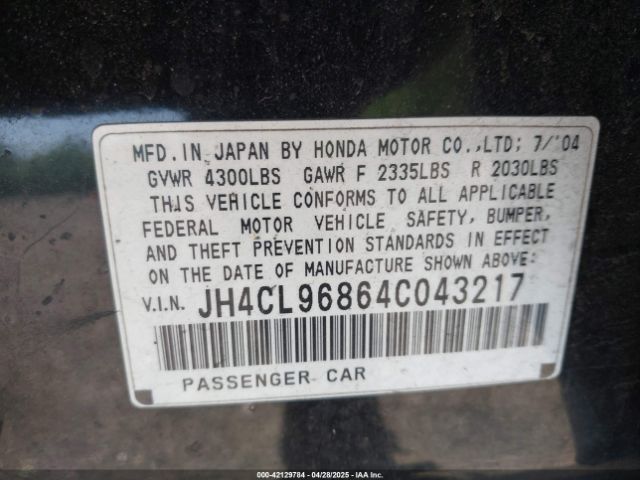 MFD. IN JAPAN BY HONDA MOTOR CO.,LTD; 7/'04
GVWR 4300LBS GAWR F 2335LBS R 2030LBS
THIS VEHICLE CONFORMS TO ALL APPLICABLE
FEDERAL MOTOR VEHICLE SAFETY, BUMPER,
AND THEFT PREVENTION STANDARDS IN EFFECT
ON THE DATE OF MANUFACTURE SHOWN ABOVE:
V.I.N. JH4CL96864C043217
PASSENGER CAR
000-42129784 | 04/28/2025 | IAA Inc.